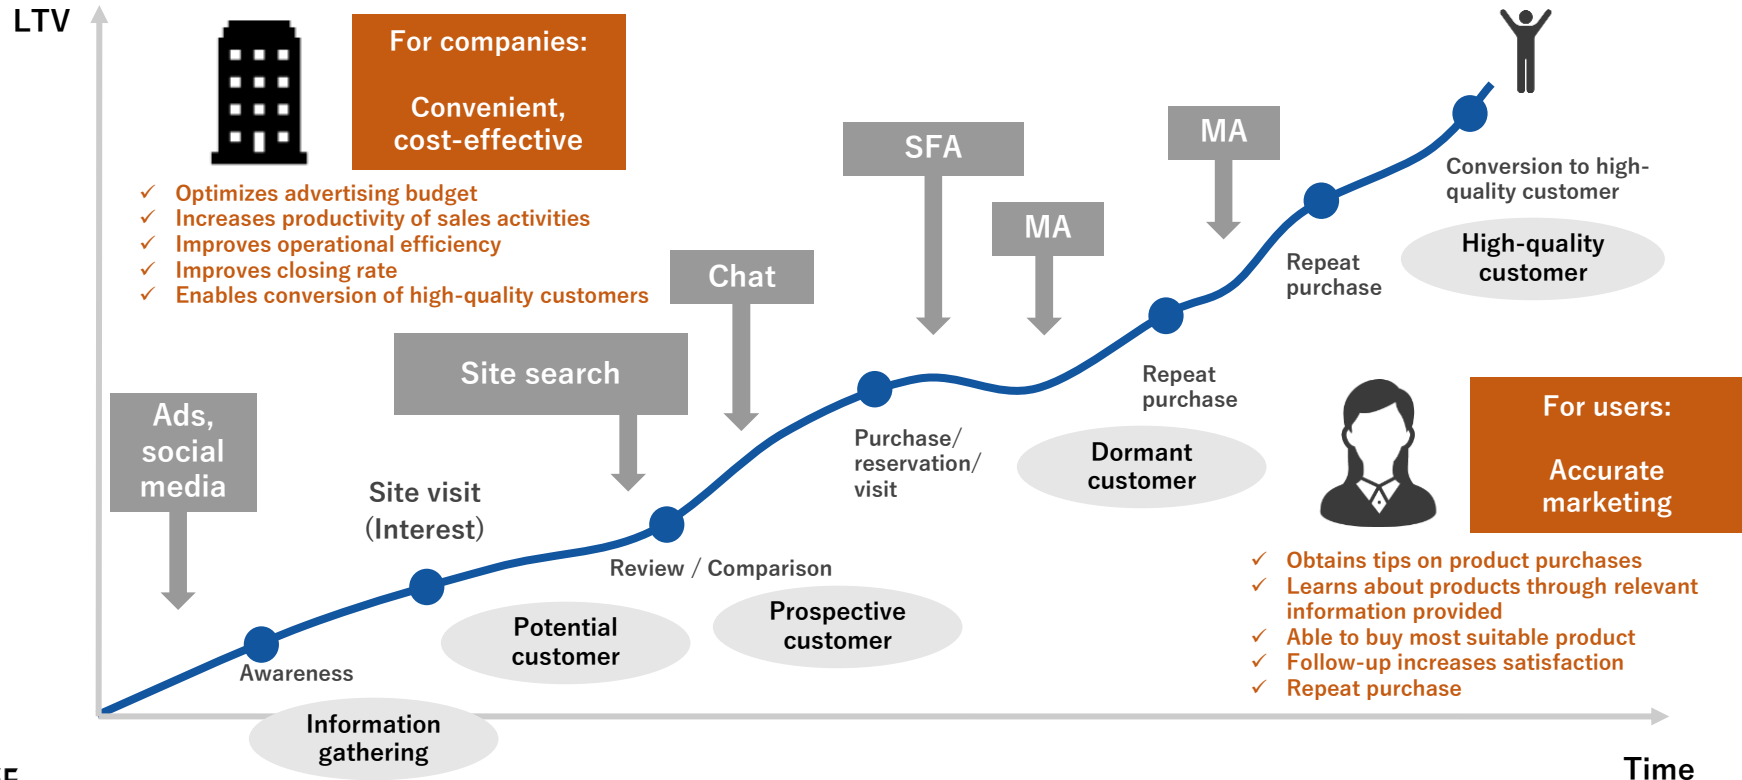 LTV
For companies:
Convenient,
cost-effective
✓ Optimizes advertising budget
✓ Increases productivity of sales activities
✓ Improves operational efficiency
✓ Improves closing rate
✓ Enables conversion of high-quality customers
Ads,
social
media
Site search
Chat
SFA
MA
MA
Awareness
Site visit
(Interest)
Review / Comparison
Purchase/
reservation/
visit
Repeat
purchase
Repeat
purchase
Conversion to high-
quality customer
Information
gathering
Potential
customer
Prospective
customer
Dormant
customer
High-quality
customer
For users:
Accurate
marketing
✓ Obtains tips on product purchases
✓ Learns about products through relevant
information provided
✓ Able to buy most suitable product
✓ Follow-up increases satisfaction
✓ Repeat purchase
Time